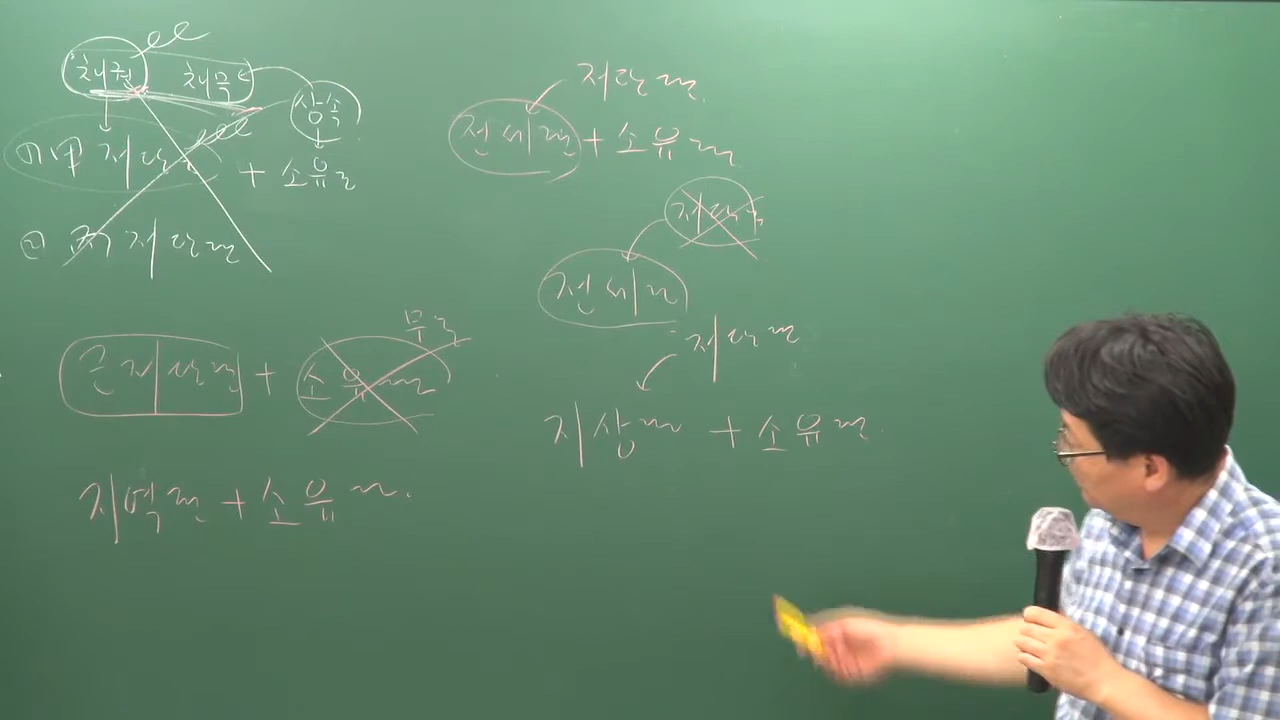 채권 채무
상속
① 甲 저당권 + 소유권
② 저당권
근저당권 + 소유권
무효
지역권 + 소유권
저당권
전세권 + 소유권
저당권
전세권
저당권
지상권 + 소유권